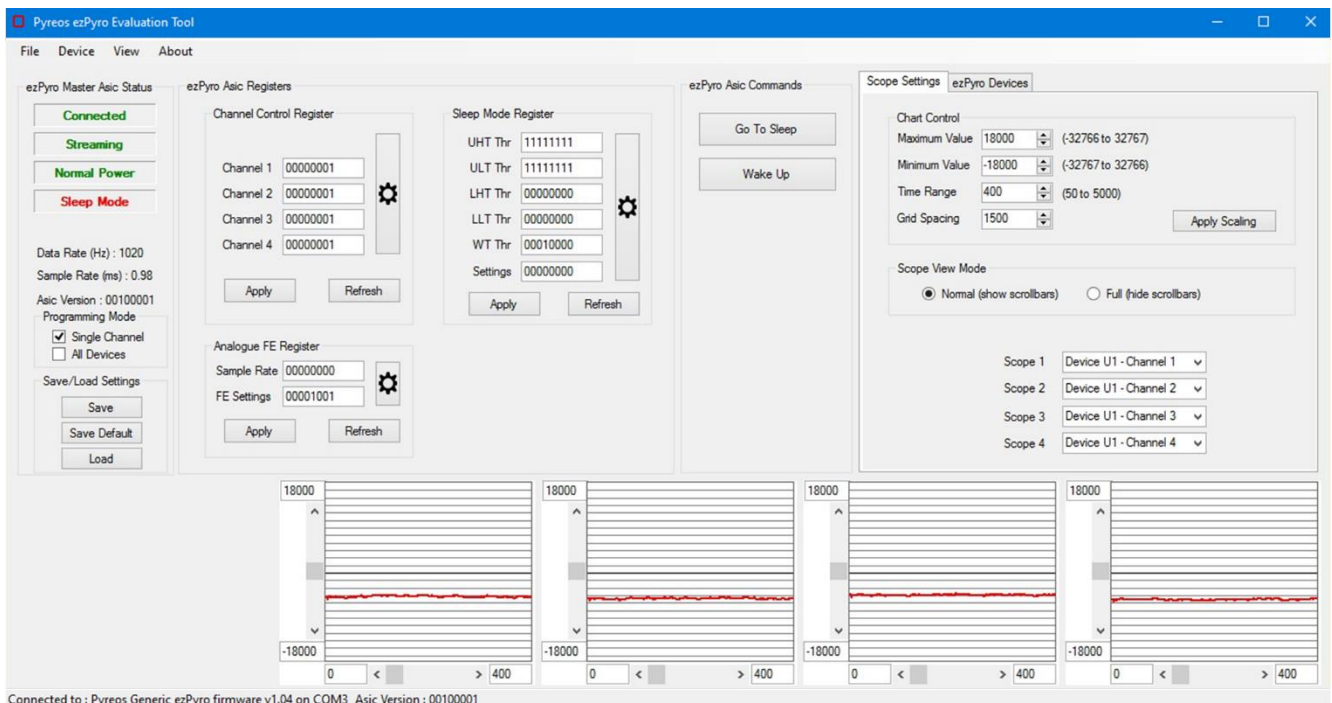 Pyreos ezPyro Evaluation Tool
File Device View About
ezPyro Master Asic Status
Connected
Streaming
Normal Power
Sleep Mode
Data Rate (Hz) : 1020
Sample Rate (ms) : 0.98
Asic Version : 00100001
Programming Mode
Single Channel
All Devices
Save/Load Settings
Save
Save Default
Load
ezPyro Asic Registers
Channel Control Register
Channel 1 00000001
Channel 2 00000001
Channel 3 00000001
Channel 4 00000001
Apply Refresh
Analogue FE Register
Sample Rate 00000000
FE Settings 00001001
Apply Refresh
Sleep Mode Register
UHT Thr 11111111
ULT Thr 11111111
LHT Thr 00000000
LLT Thr 00000000
WT Thr 00010000
Settings 00000000
Apply Refresh
ezPyro Asic Commands
Go To Sleep
Wake Up
Scope Settings ezPyro Devices
Chart Control
Maximum Value 18000 (-32766 to 32767)
Minimum Value -18000 (-32767 to 32766)
Time Range 400 (50 to 5000)
Grid Spacing 1500 Apply Scaling
Scope View Mode
Normal (show scrollbars) Full (hide scrollbars)
Scope 1 Device U1 - Channel 1
Scope 2 Device U1 - Channel 2
Scope 3 Device U1 - Channel 3
Scope 4 Device U1 - Channel 4
18000 18000 18000 18000
-18000 -18000 -18000 -18000
0 < > 400 0 < > 400 0 < > 400 0 < > 400
Connected to : Pyreos Generic ezPyro firmware v1.04 on COM3 Asic Version : 00100001